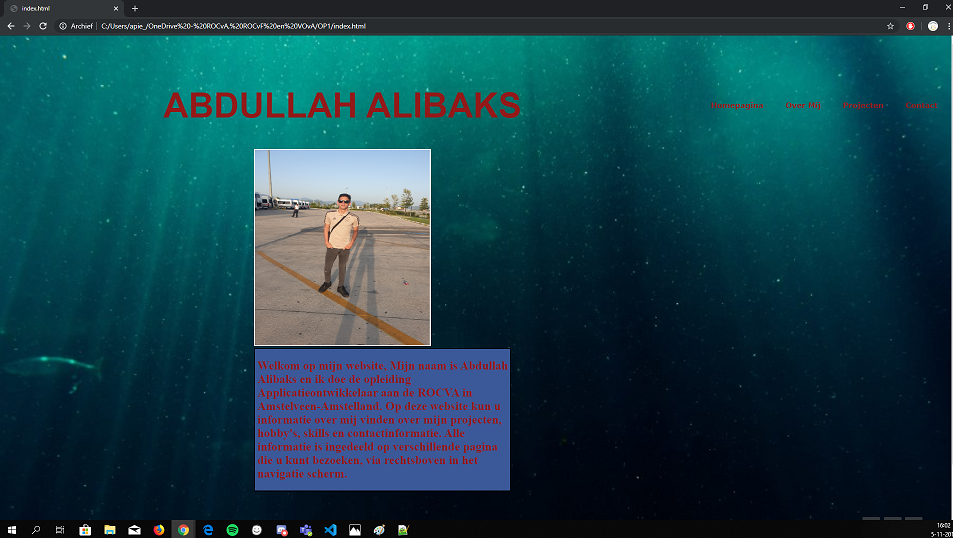 index.html
Archief | C:/Users/apie_/OneDrive%20-%20ROCvA,%20ROCvF%20en%20VOvA/OP1/index.html
ABDULLAH ALIBAKS
Homepagina Over Mij Projecten Contact
Welkom op mijn website. Mijn naam is Abdullah
Alibaks en ik doe de opleiding
Applicatieontwikkelaar aan de ROCVA in
Amstelveen-Amstelland. Op deze website kun u
informatie over mij vinden over mijn projecten,
hobby's, skills en contactinformatie. Alle
informatie is ingedeeld op verschillende pagina
die u kunt bezoeken, via rechtsboven in het
navigatie scherm.
16:02
5-11-201